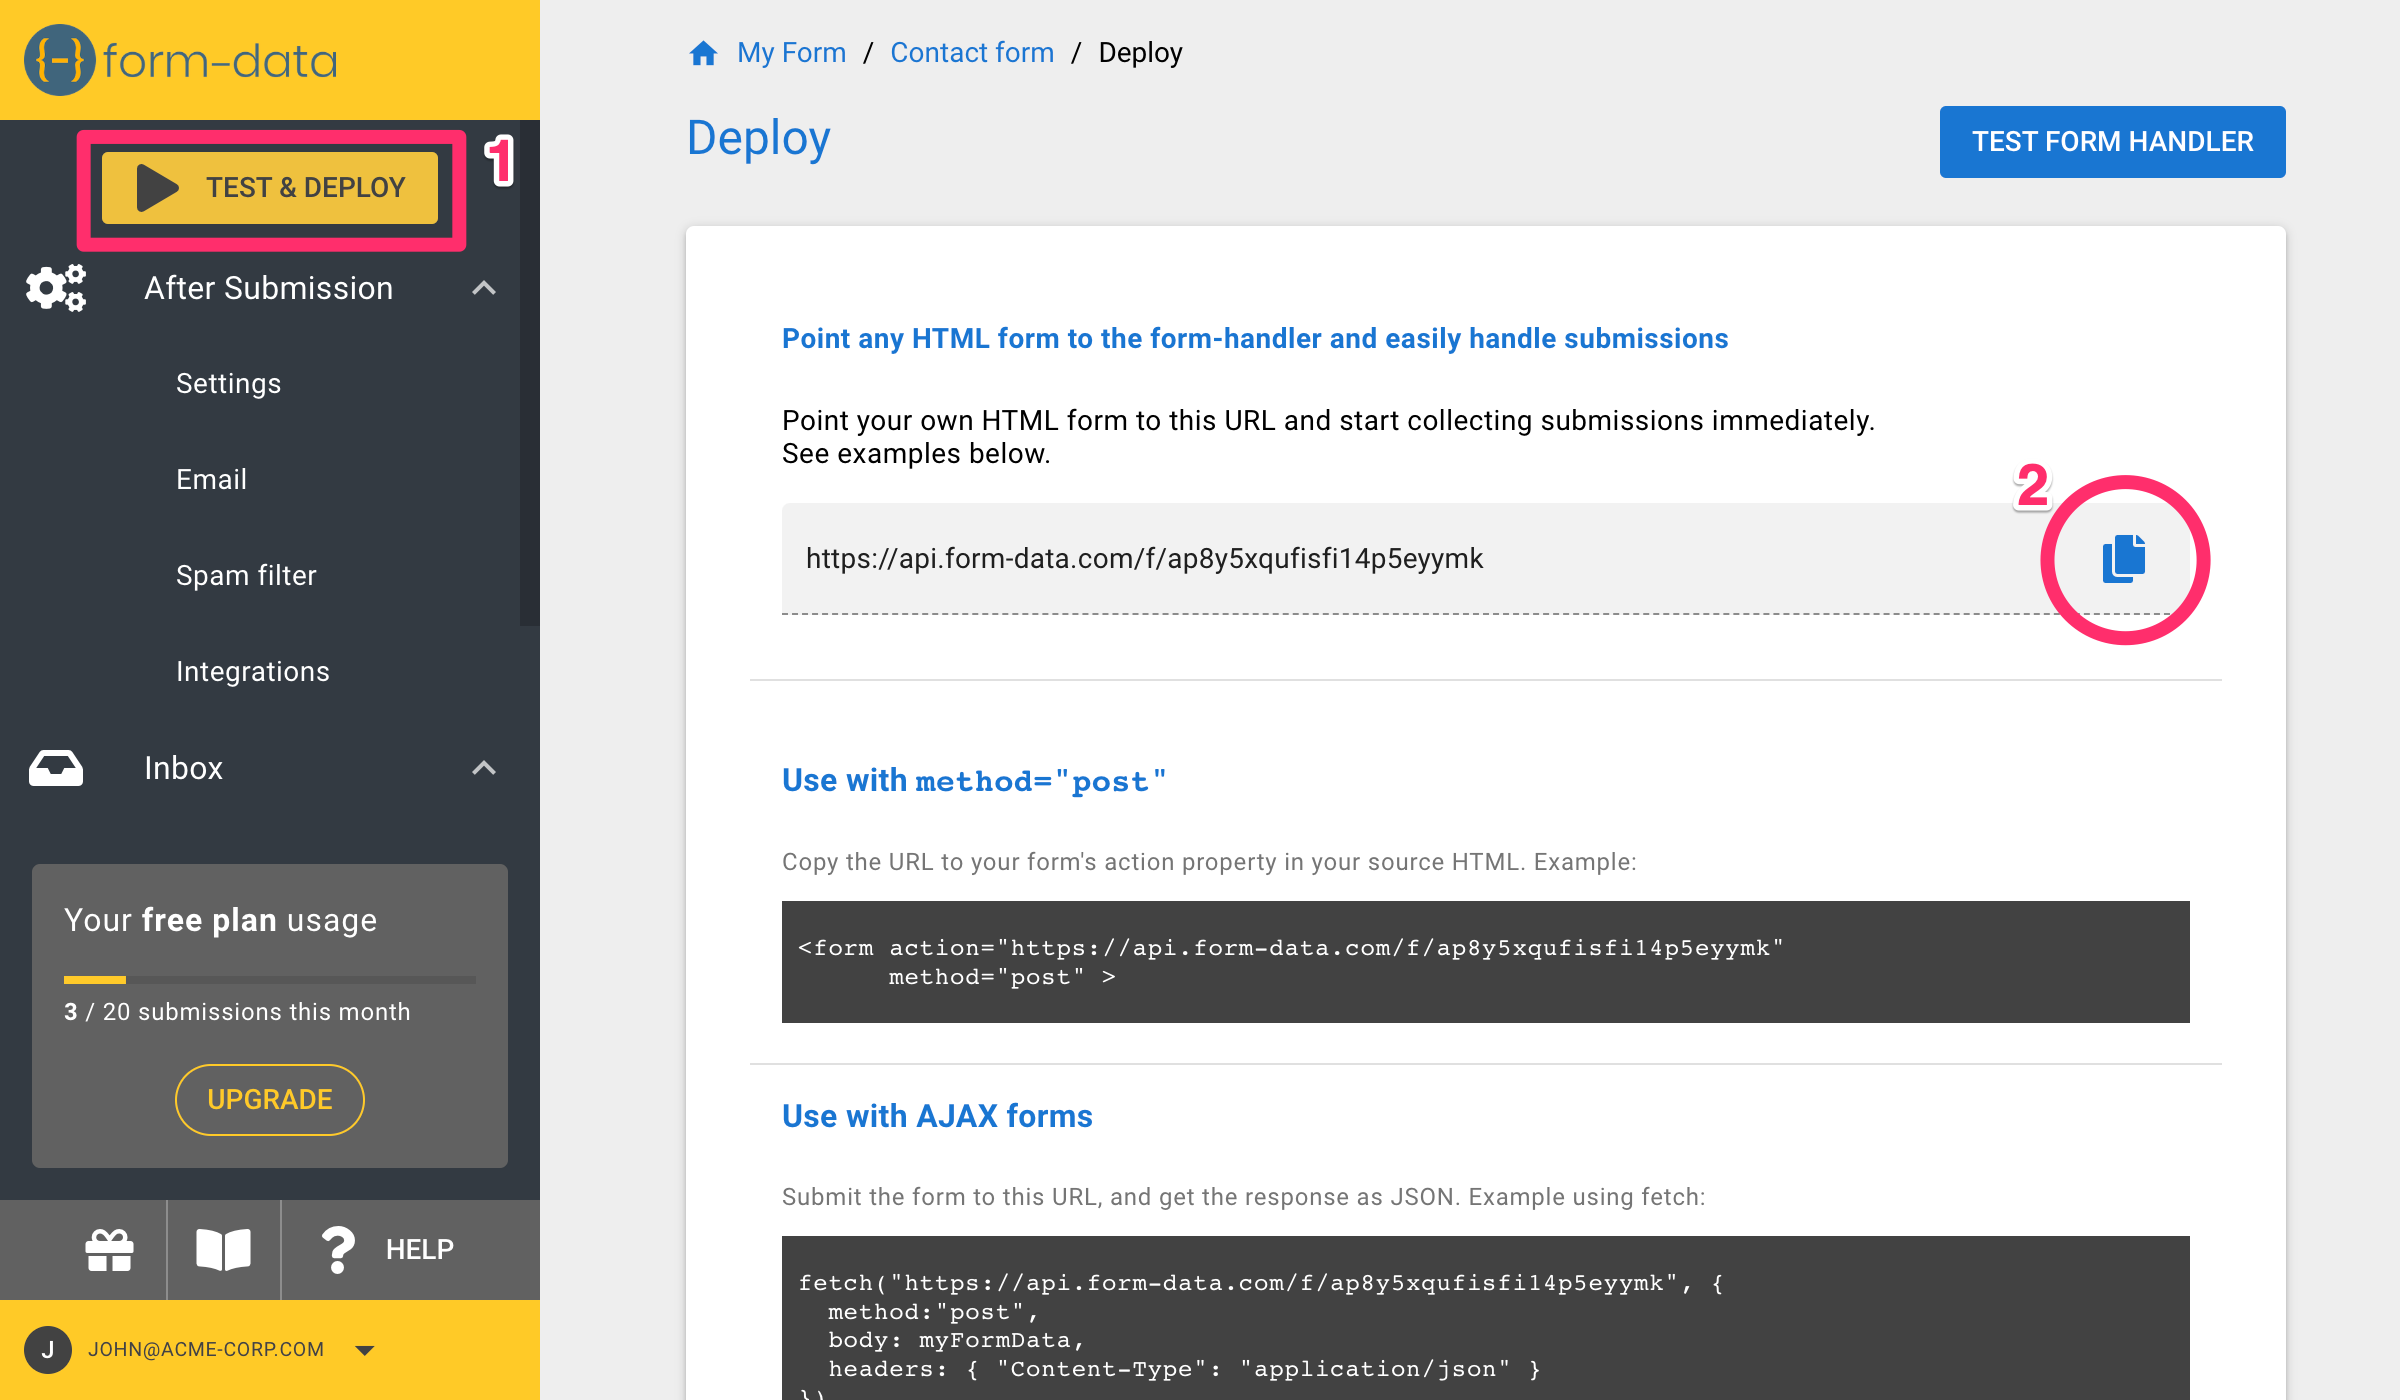 {-} form-data
TEST & DEPLOY
1
After Submission
Settings
Email
Spam filter
Integrations
Inbox
Your free plan usage
3 / 20 submissions this month
UPGRADE
? HELP
J JOHN@ACME-CORP.COM
My Form / Contact form / Deploy
Deploy
TEST FORM HANDLER
Point any HTML form to the form-handler and easily handle submissions
Point your own HTML form to this URL and start collecting submissions immediately.
See examples below.
2
https://api.form-data.com/f/ap8y5xqufisfi14p5eyymk
Use with method="post"
Copy the URL to your form's action property in your source HTML. Example:
<form action="https://api.form-data.com/f/ap8y5xqufisfi14p5eyymk"
method="post" >
Use with AJAX forms
Submit the form to this URL, and get the response as JSON. Example using fetch:
fetch("https://api.form-data.com/f/ap8y5xqufisfi14p5eyymk", {
method:"post",
body: myFormData,
headers: { "Content-Type": "application/json" }
})